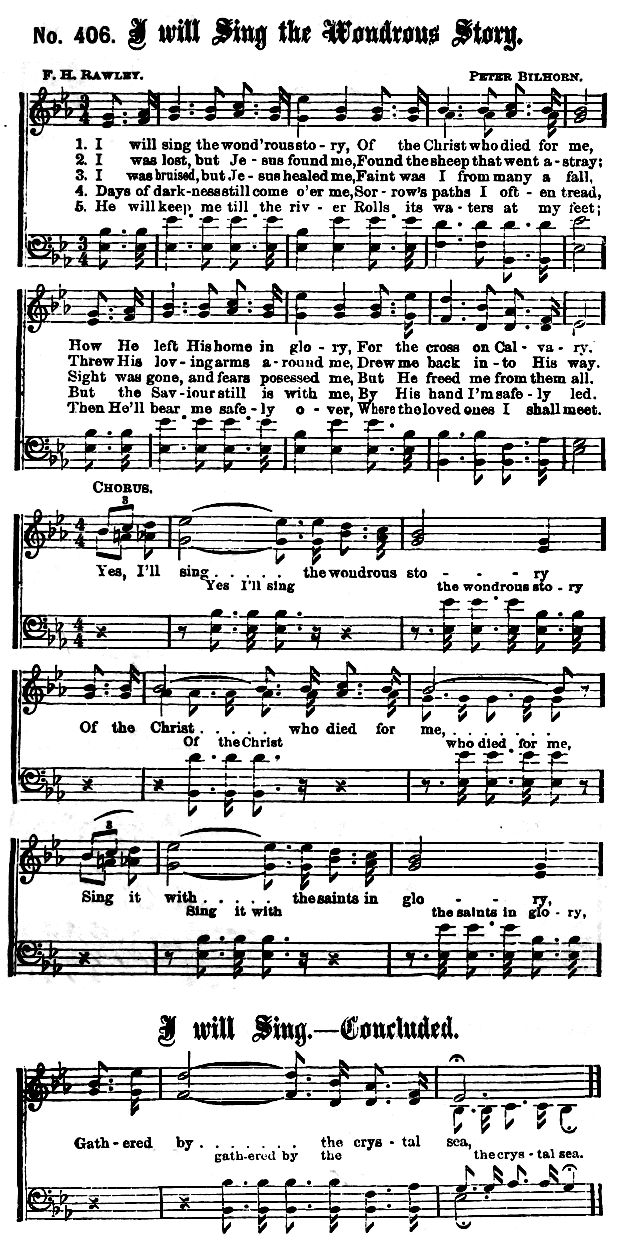 No. 406. I will Sing the Wondrous Story.
F. H. RAWLEY. PETER BILHORN.
1. I will sing the wond'rous sto - ry, Of the Christ who died for me,
2. I was lost, but Je - sus found me, Found the sheep that went a - stray;
3. I was bruised, but Je - sus healed me, Faint was I from many a fall,
4. Days of dark - ness still come o'er me, Sor - row's paths I oft - en tread,
5. He will keep me till the riv - er Rolls its wa - ters at my feet;
How He left His home in glo - ry, For the cross on Cal - va - ry.
Threw His lov - ing arms a - round me, Drew me back in - to His way.
Sight was gone, and fears posessed me, But He freed me from them all.
But the Saviour still is with me, By His hand I'm safe - ly led.
Then He'll bear me safe - ly o - ver, Where the loved ones I shall meet.
CHORUS.
3
Yes, I'll sing . . . . . the wondrous sto - - - ry
Yes I'll sing the wondrous sto - ry
Of the Christ . . . . . who died for me, . . . . . .
Of the Christ who died for me,
3
Sing it with . . . . . the saints in glo - - ry,
Sing it with the saints in glo - ry,
I will Sing.—Concluded.
Gath - ered by . . . . . . . the crys - tal sea,
gath-ered by the the crys - tal sea.